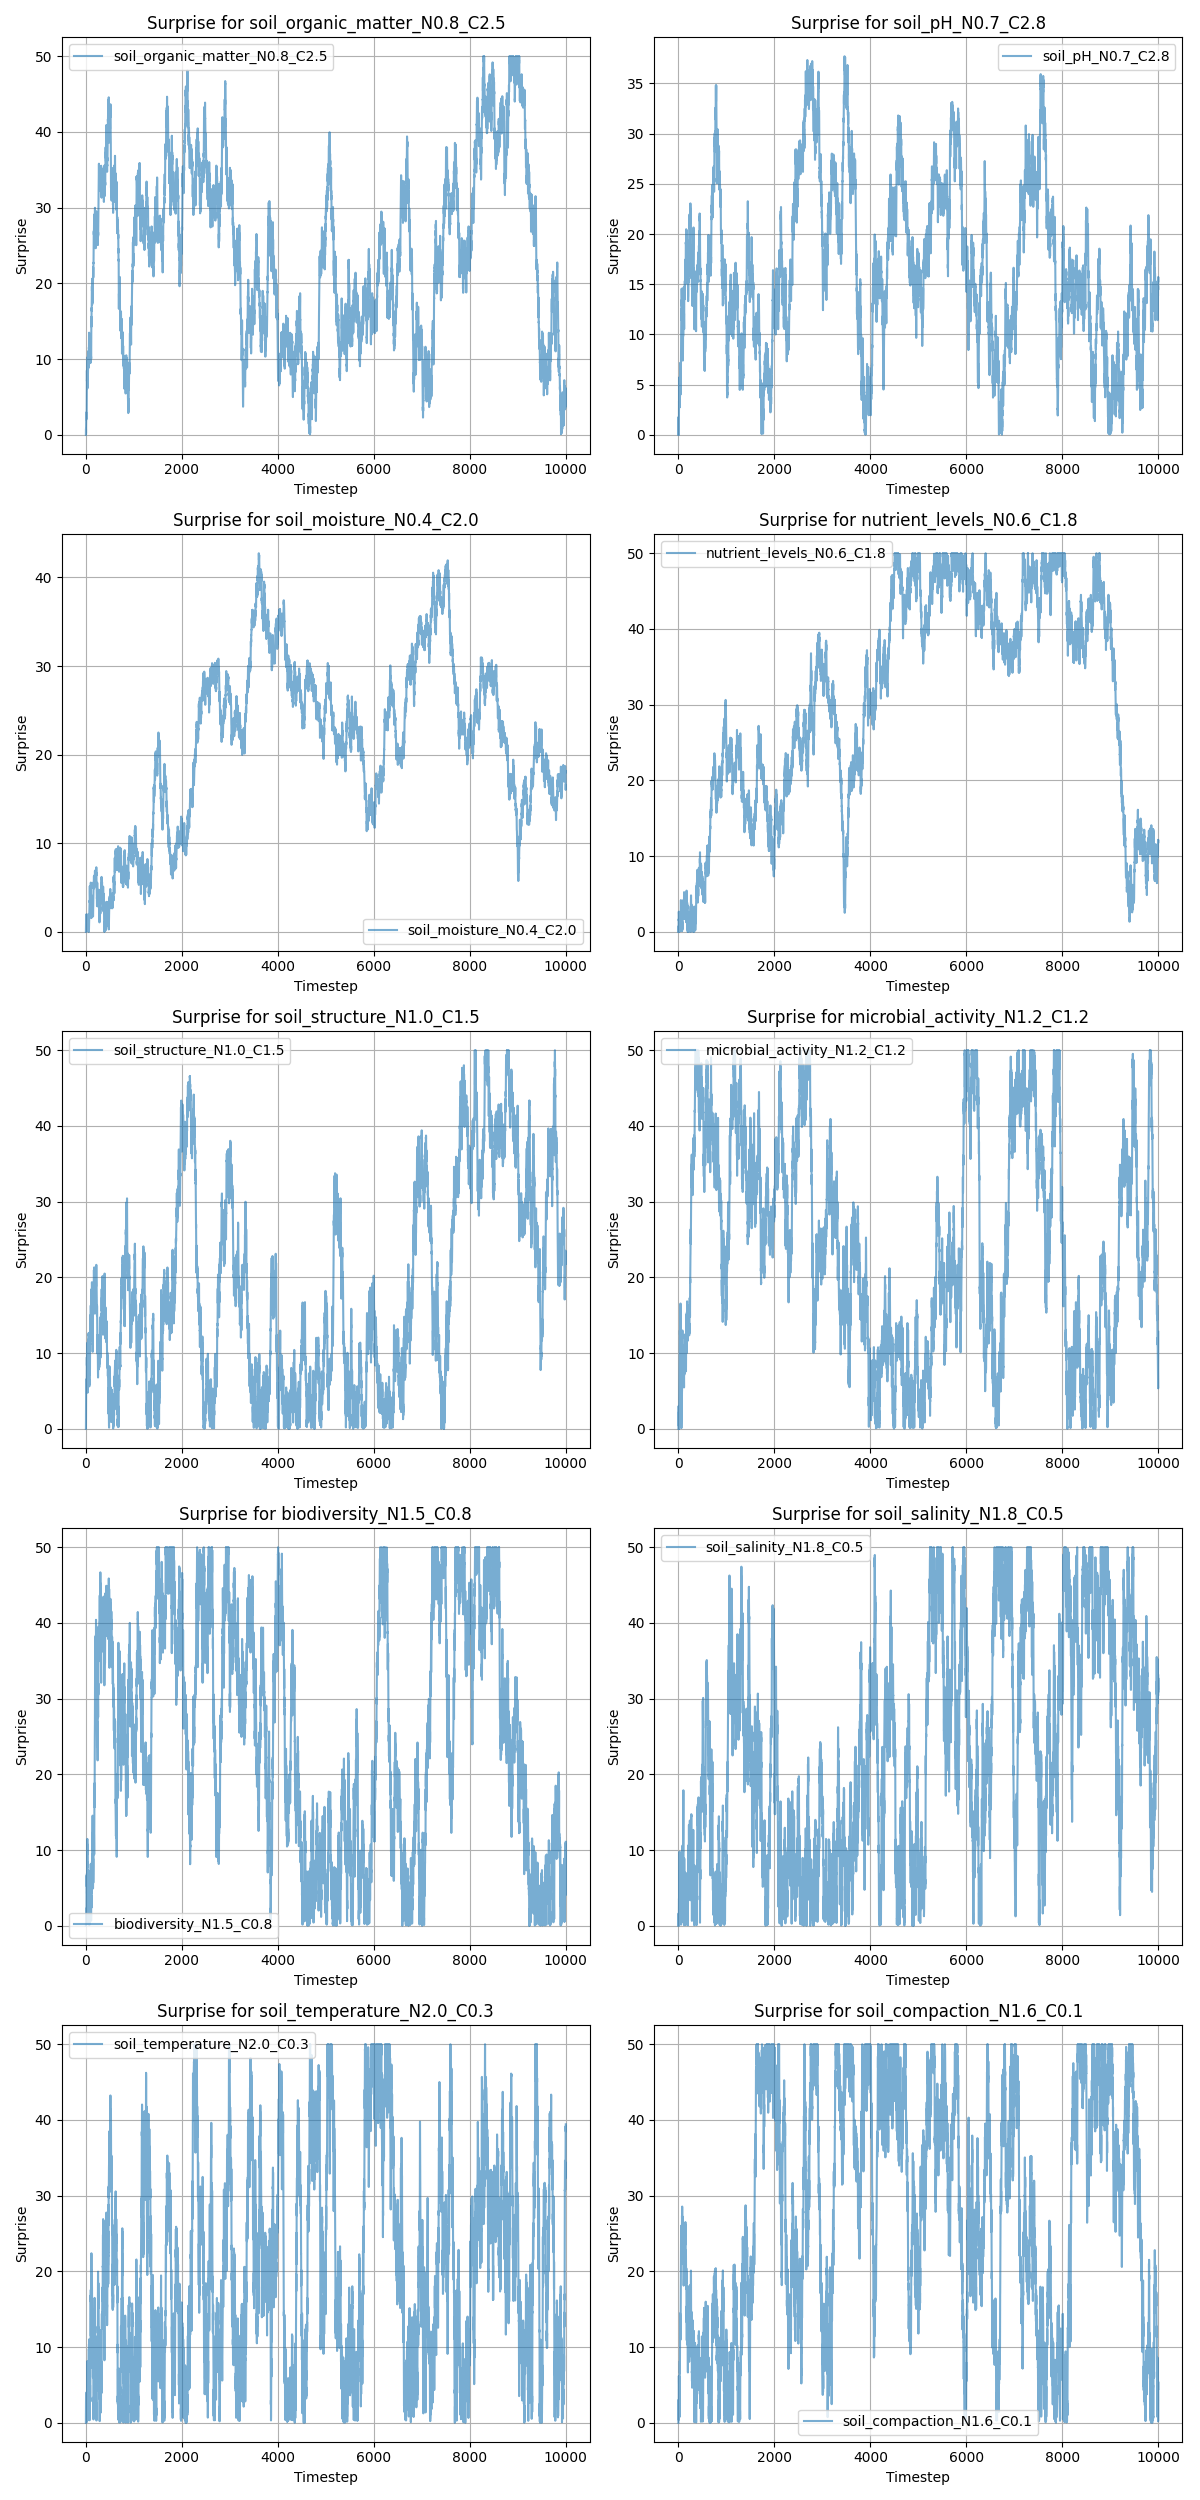 Surprise for soil_organic_matter_N0.8_C2.5
soil_organic_matter_N0.8_C2.5
Surprise
50
40
30
20
10
0
0 2000 4000 6000 8000 10000
Timestep
Surprise for soil_pH_N0.7_C2.8
soil_pH_N0.7_C2.8
Surprise
35
30
25
20
15
10
5
0
0 2000 4000 6000 8000 10000
Timestep
Surprise for soil_moisture_N0.4_C2.0
Surprise
40
30
20
10
0
soil_moisture_N0.4_C2.0
0 2000 4000 6000 8000 10000
Timestep
Surprise for nutrient_levels_N0.6_C1.8
nutrient_levels_N0.6_C1.8
Surprise
50
40
30
20
10
0
0 2000 4000 6000 8000 10000
Timestep
Surprise for soil_structure_N1.0_C1.5
soil_structure_N1.0_C1.5
Surprise
50
40
30
20
10
0
0 2000 4000 6000 8000 10000
Timestep
Surprise for microbial_activity_N1.2_C1.2
microbial_activity_N1.2_C1.2
Surprise
50
40
30
20
10
0
0 2000 4000 6000 8000 10000
Timestep
Surprise for biodiversity_N1.5_C0.8
Surprise
50
40
30
20
10
0
biodiversity_N1.5_C0.8
0 2000 4000 6000 8000 10000
Timestep
Surprise for soil_salinity_N1.8_C0.5
soil_salinity_N1.8_C0.5
Surprise
50
40
30
20
10
0
0 2000 4000 6000 8000 10000
Timestep
Surprise for soil_temperature_N2.0_C0.3
soil_temperature_N2.0_C0.3
Surprise
50
40
30
20
10
0
0 2000 4000 6000 8000 10000
Timestep
Surprise for soil_compaction_N1.6_C0.1
Surprise
50
40
30
20
10
0
soil_compaction_N1.6_C0.1
0 2000 4000 6000 8000 10000
Timestep